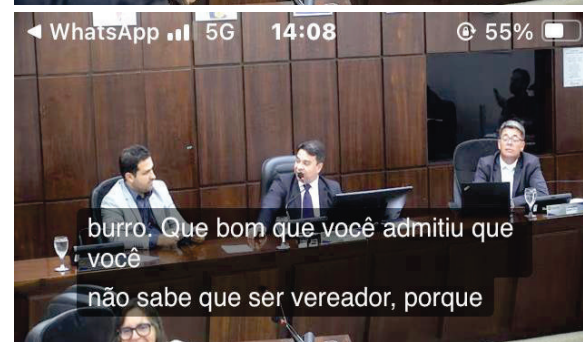 WhatsApp 5G 14:08 55%
burro. Que bom que você admitiu que
você
não sabe que ser vereador, porque